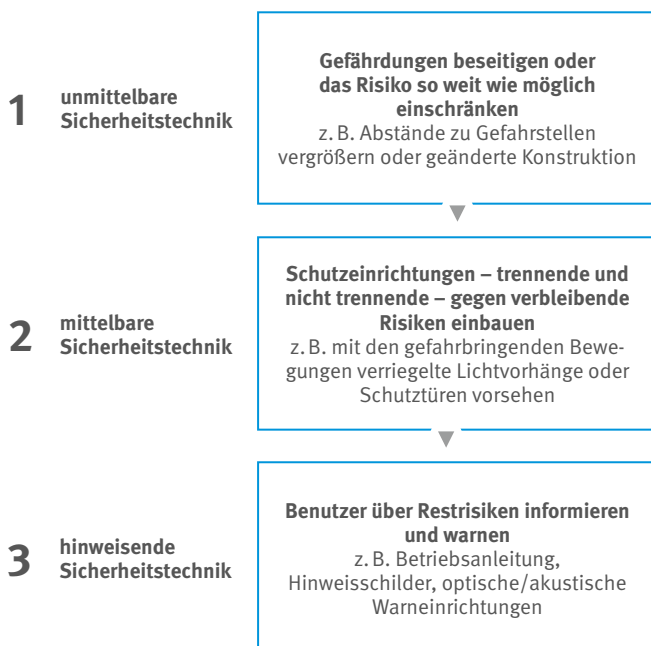 1
unmittelbare
Sicherheitstechnik
Gefährdungen beseitigen oder
das Risiko so weit wie möglich
einschränken
z. B. Abstände zu Gefahrstellen
vergrößern oder geänderte Konstruktion
2
mittelbare
Sicherheitstechnik
Schutzeinrichtungen – trennende und
nicht trennende – gegen verbleibende
Risiken einbauen
z. B. mit den gefahrbringenden Bewe-
gungen verriegelte Lichtvorhänge oder
Schutztüren vorsehen
3
hinweisende
Sicherheitstechnik
Benutzer über Restrisiken informieren
und warnen
z. B. Betriebsanleitung,
Hinweisschilder, optische/akustische
Warneinrichtungen